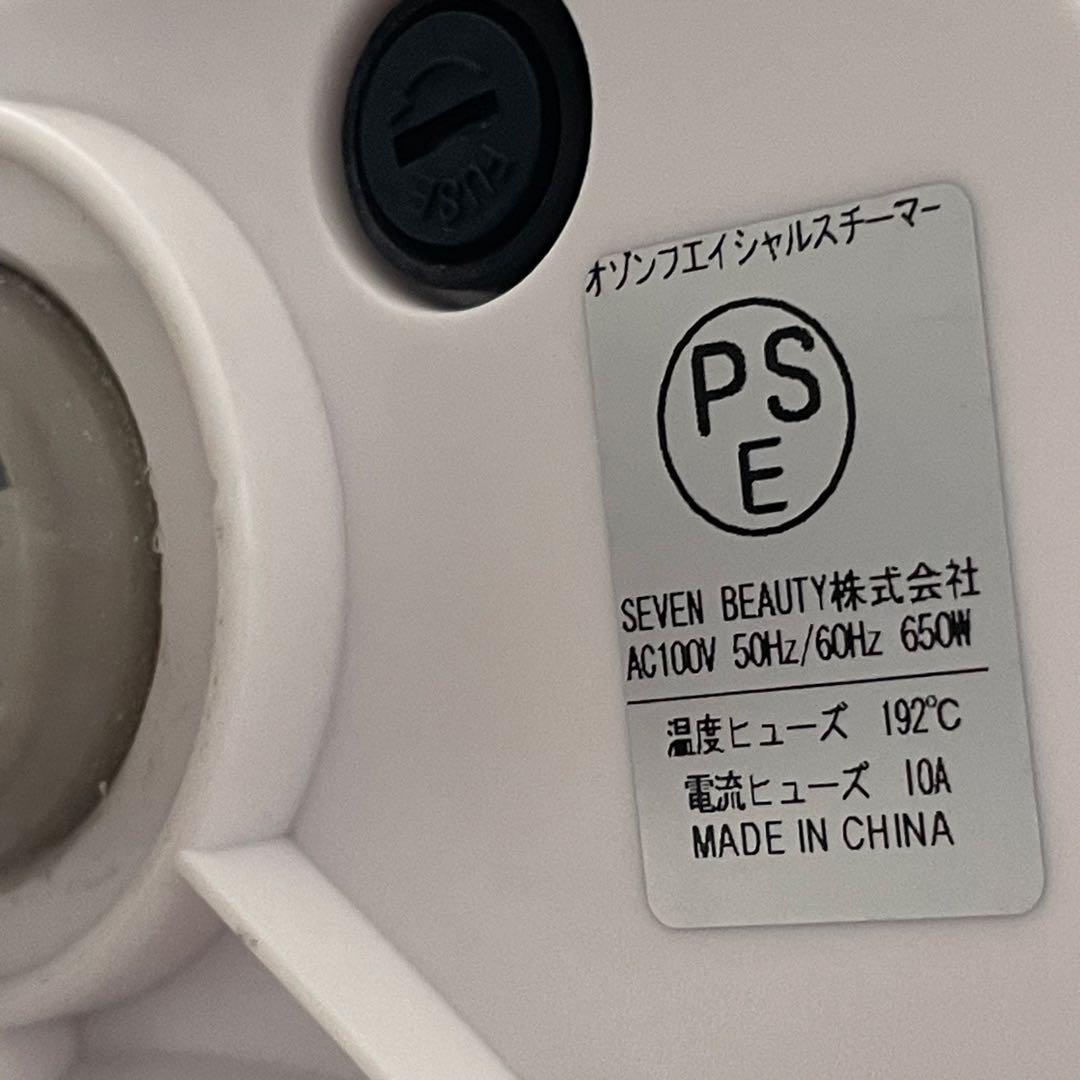 FUSE
オゾンフエイシャルスチーマー
PS
E
SEVEN BEAUTY株式会社
AC100V 50Hz/60Hz 650W
温度ヒューズ 192℃
電流ヒューズ 10A
MADE IN CHINA